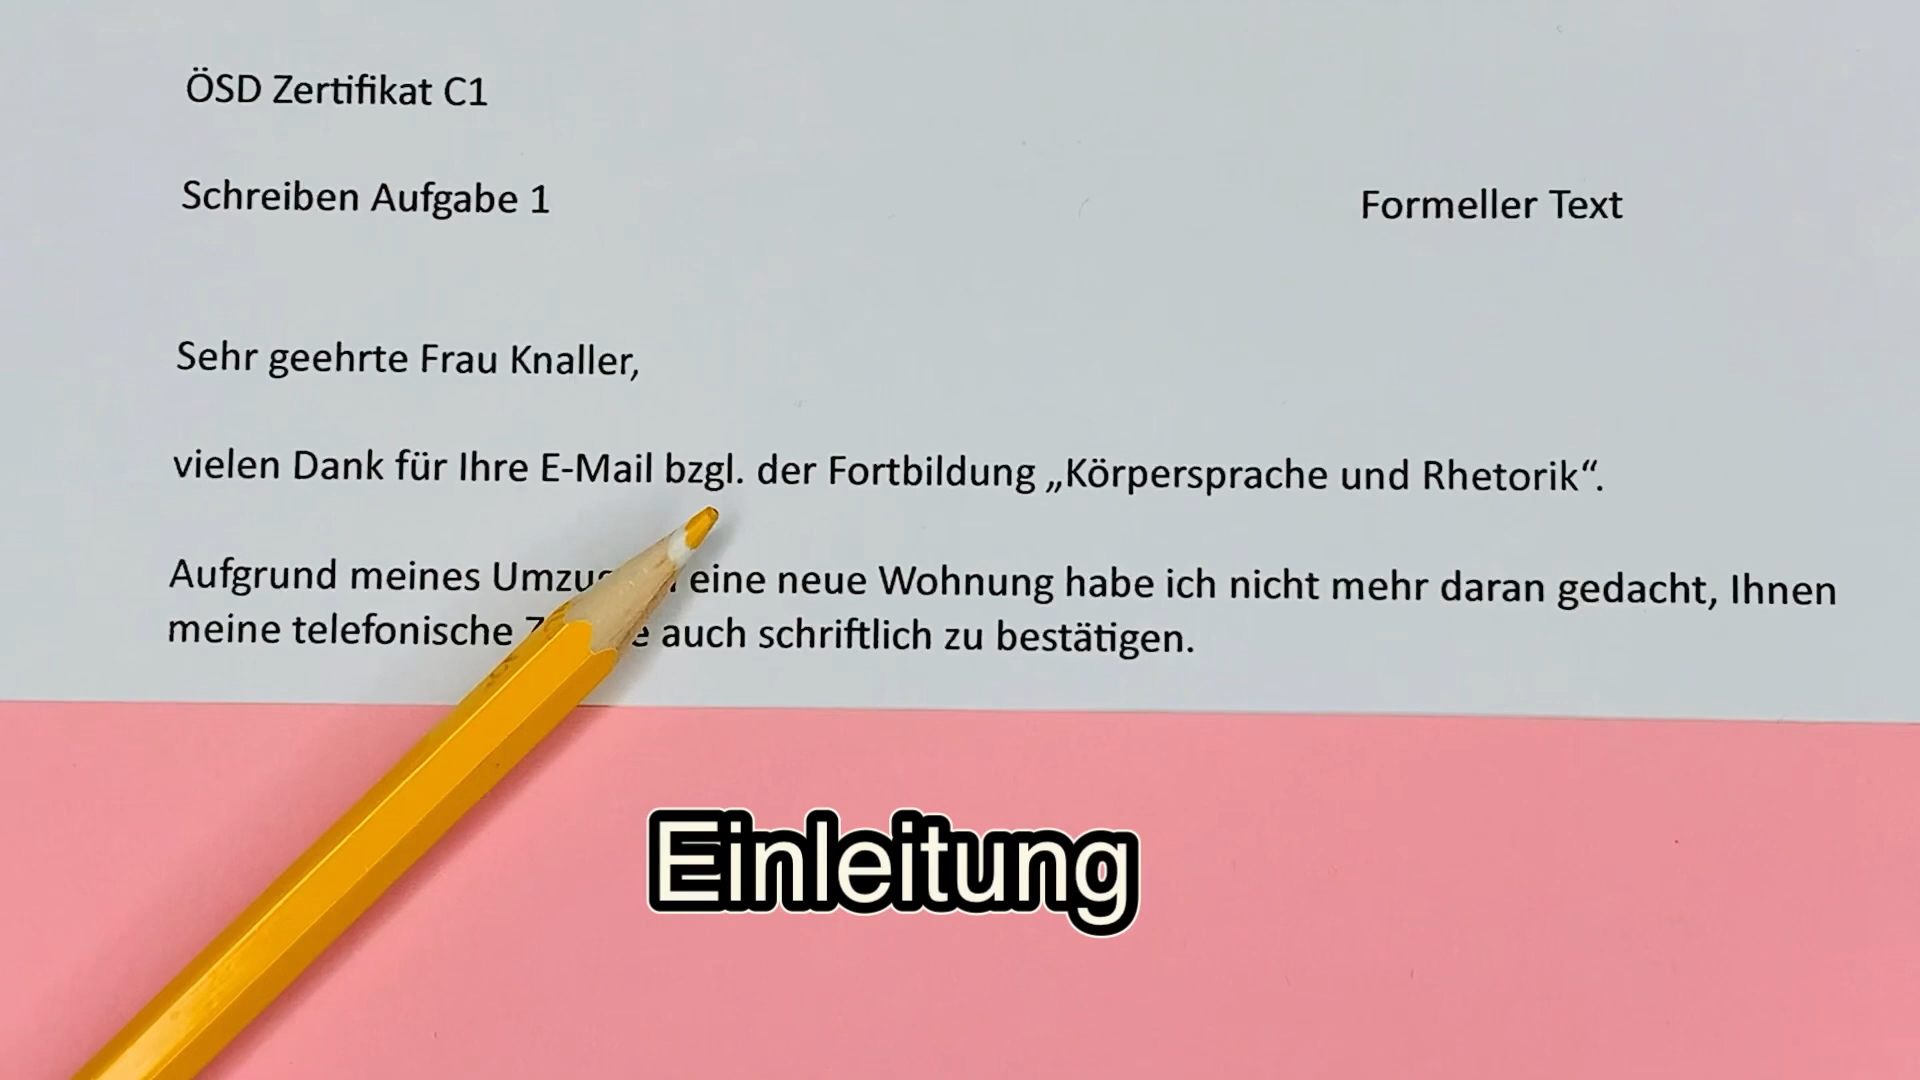 ÖSD Zertifikat C1
Schreiben Aufgabe 1
Formeller Text
Sehr geehrte Frau Knaller,
vielen Dank für Ihre E-Mail bzgl. der Fortbildung „Körpersprache und Rhetorik“.
Aufgrund meines eine neue Wohnung habe ich nicht mehr daran gedacht, Ihnen
meine telefonische auch schriftlich zu bestätigen.
Einleitung